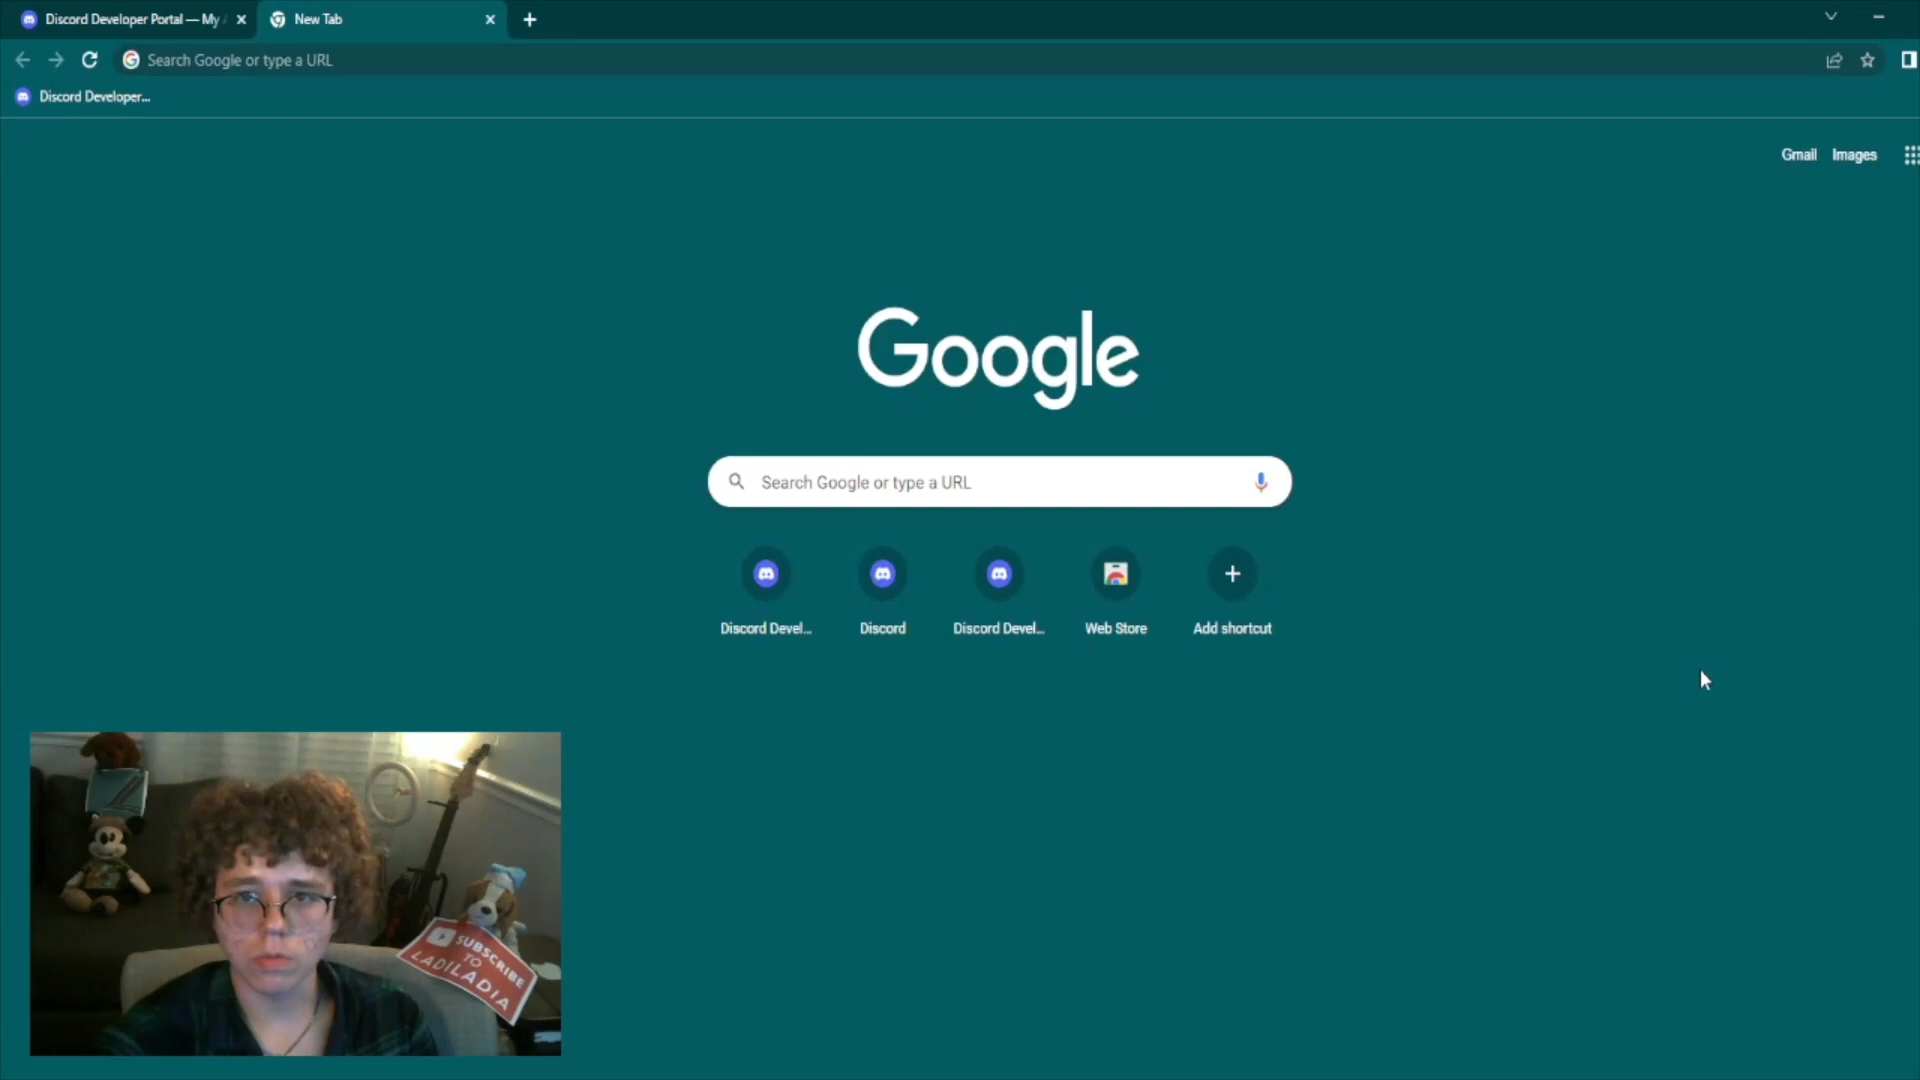 Discord Developer Portal — My
New Tab
Search Google or type a URL
Discord Developer...
Gmail Images
Google
Search Google or type a URL
Discord Devel...
Discord
Discord Devel...
Web Store
Add shortcut
SUBSCRIBE
TO
LADILADIA